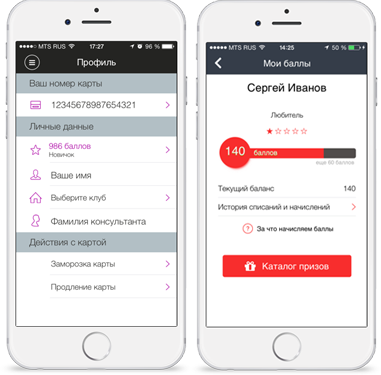 MTS RUS 17:27 96 %
Профиль
Ваш номер карты
12345678987654321
Личные данные
986 баллов
Новичок
Ваше имя
Выберите клуб
Фамилия консультанта
Действия с картой
Заморозка карты
Продление карты
MTS RUS 14:25 50 %
Мои баллы
Сергей Иванов
Любитель
140 баллов
еще 60 баллов
Текущий баланс 140
История списаний и начислений
? За что начисляем баллы
Каталог призов